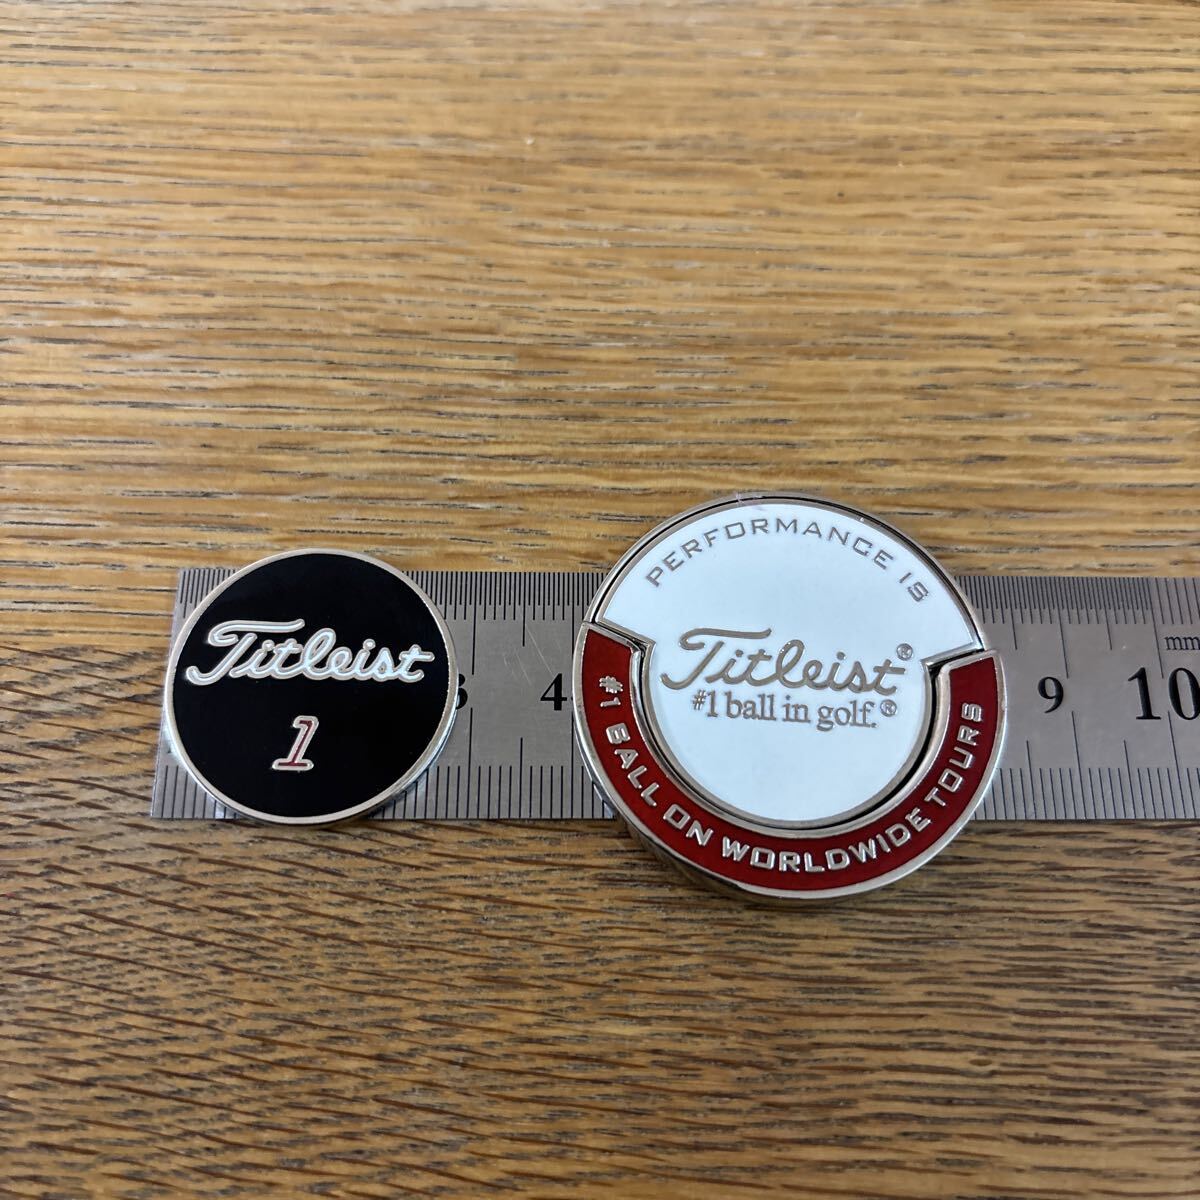 Titleist
1
PERFORMANCE IS
Titleist®
#1 ball in golf.®
#1 BALL ON WORLDWIDE TOURS
3 4 9 10
mm